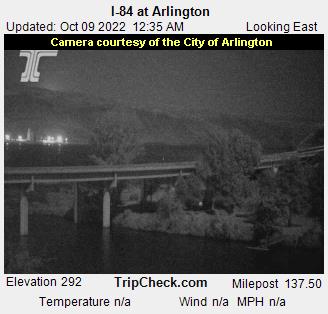 I-84 at Arlington
Updated: Oct 09 2022 12:35 AM Looking East
Camera courtesy of the City of Arlington
Elevation 292 TripCheck.com Milepost 137.50
Temperature n/a Wind n/a MPH n/a